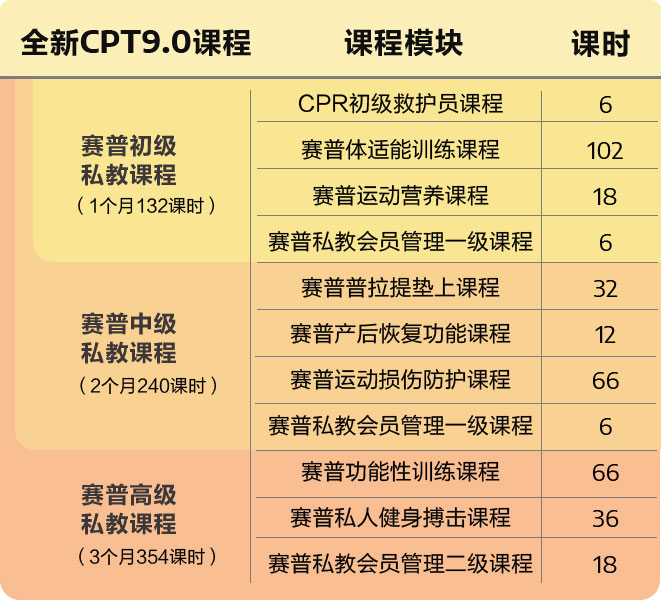 全新CPT9.0课程 课程模块 课时
赛普初级
私教课程
（1个月132课时）
CPR初级救护员课程 6
赛普体适能训练课程 102
赛普运动营养课程 18
赛普私教会员管理一级课程 6
赛普中级
私教课程
（2个月240课时）
赛普普拉提垫上课程 32
赛普产后恢复功能课程 12
赛普运动损伤防护课程 66
赛普私教会员管理一级课程 6
赛普高级
私教课程
（3个月354课时）
赛普功能性训练课程 66
赛普私人健身搏击课程 36
赛普私教会员管理二级课程 18